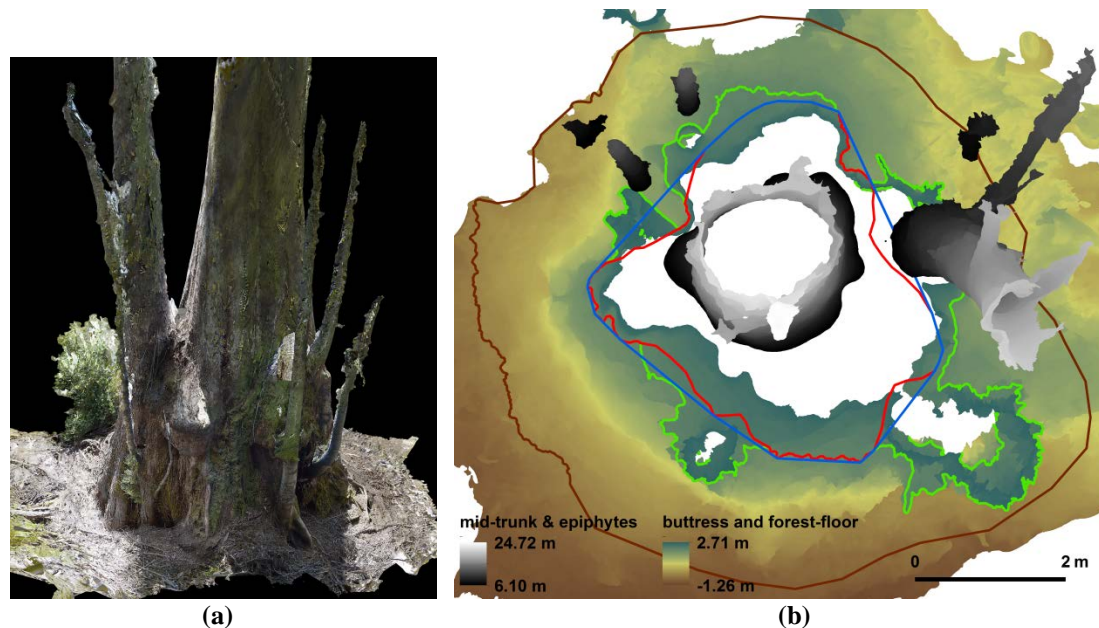 mid-trunk & epiphytes
24.72 m
6.10 m
buttress and forest-floor
2.71 m
-1.26 m
0 2 m
(a) (b)